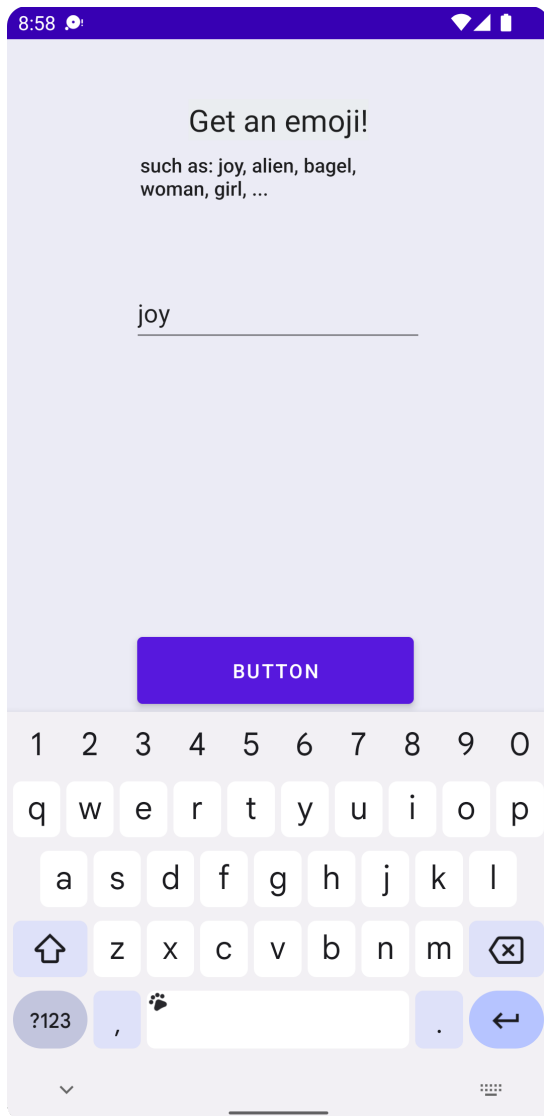 8:58
Get an emoji!
such as: joy, alien, bagel,
woman, girl, ...
joy
BUTTON
1 2 3 4 5 6 7 8 9 0
q w e r t y u i o p
a s d f g h j k l
z x c v b n m
?123 , .